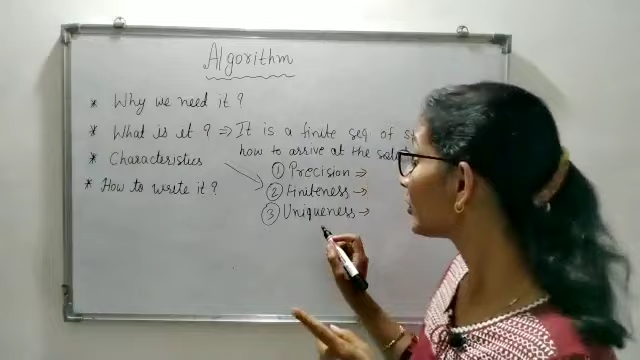 Algorithm
* Why we need it ?
* What is it ? ⇒ It is a finite seq of
how to arrive at the
* Characteristics
① Precision ⇒
② Finiteness →
* How to write it ?
③ Uniqueness →